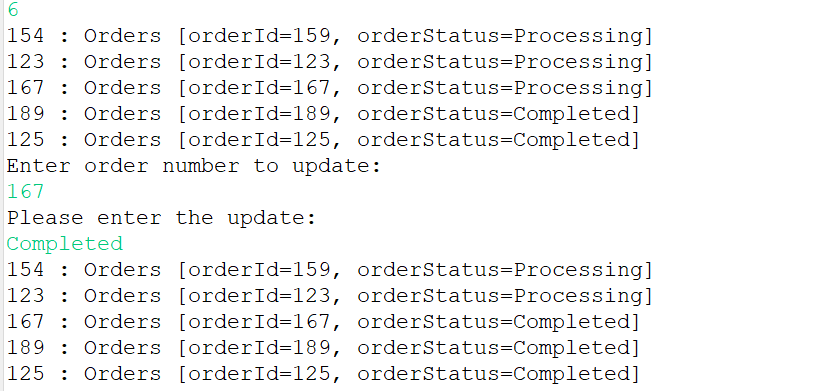 6
154 : Orders [orderId=159, orderStatus=Processing]
123 : Orders [orderId=123, orderStatus=Processing]
167 : Orders [orderId=167, orderStatus=Processing]
189 : Orders [orderId=189, orderStatus=Completed]
125 : Orders [orderId=125, orderStatus=Completed]
Enter order number to update:
167
Please enter the update:
Completed
154 : Orders [orderId=159, orderStatus=Processing]
123 : Orders [orderId=123, orderStatus=Processing]
167 : Orders [orderId=167, orderStatus=Completed]
189 : Orders [orderId=189, orderStatus=Completed]
125 : Orders [orderId=125, orderStatus=Completed]